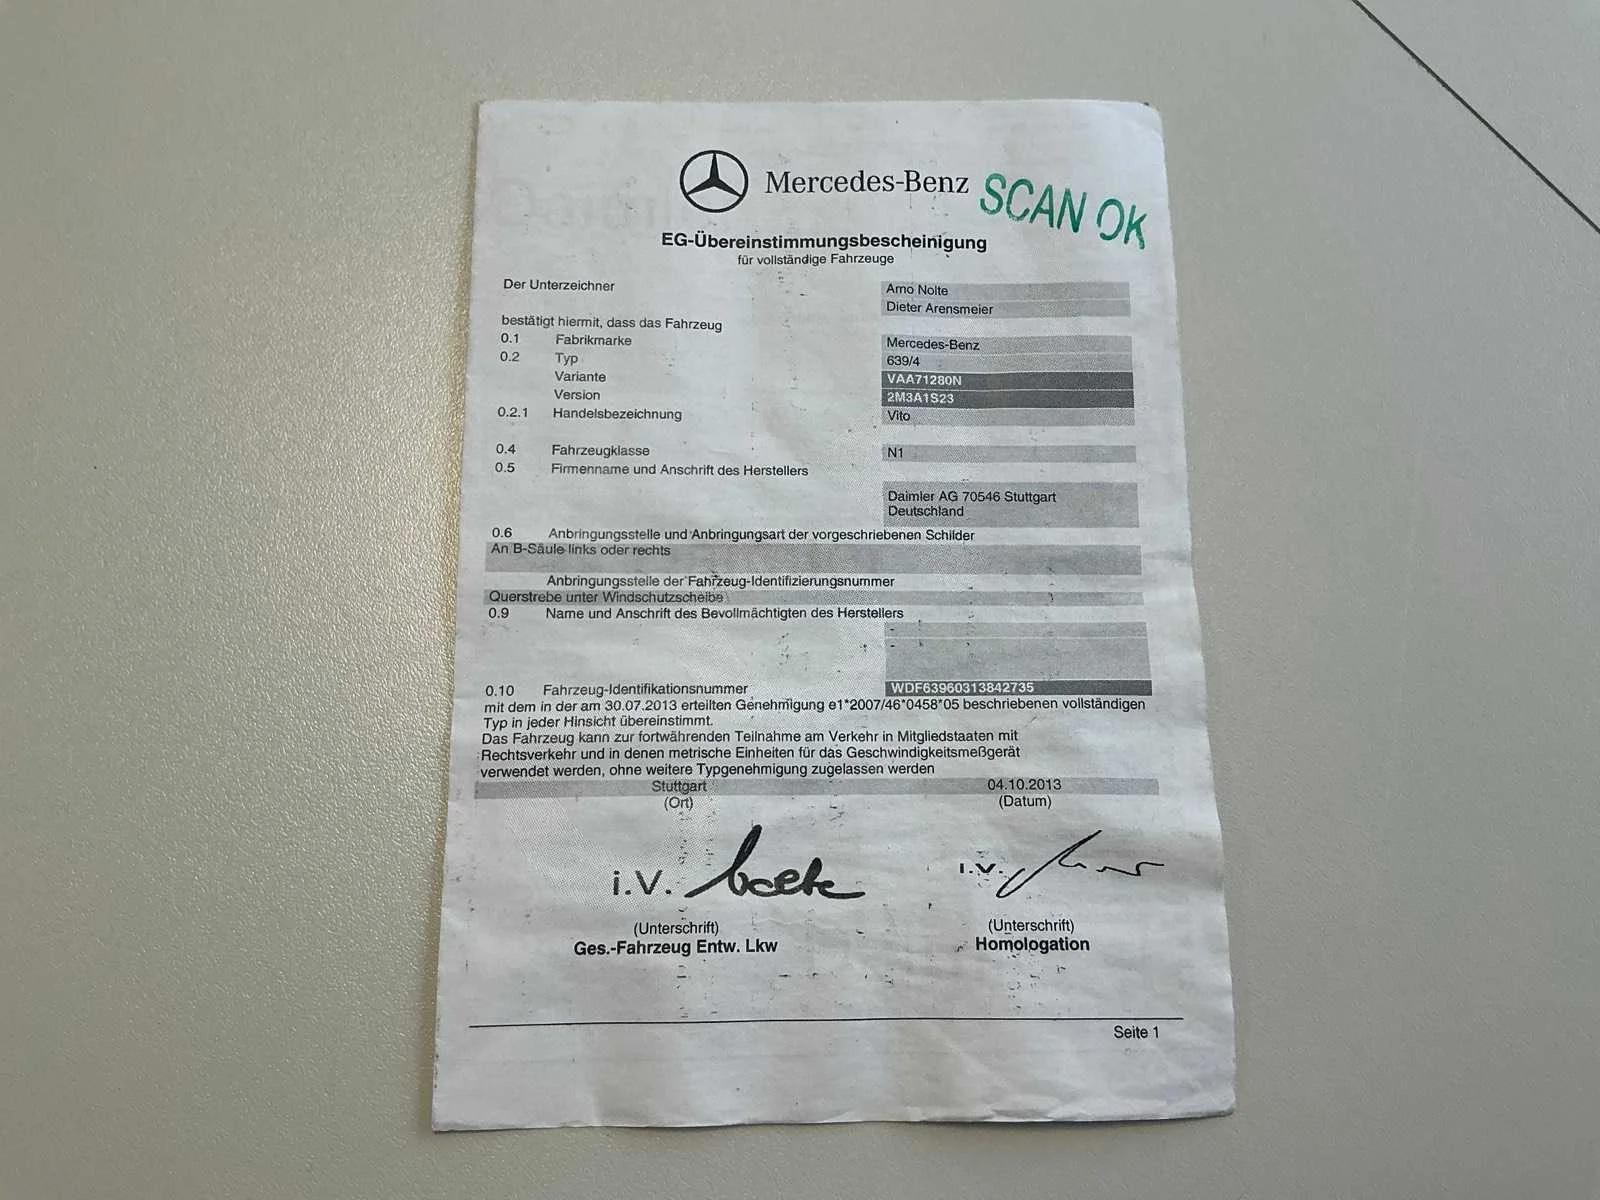 Mercedes-Benz
SCAN OK
EG-Übereinstimmungsbescheinigung
für vollständige Fahrzeuge
Der Unterzeichner
Arno Nolte
Dieter Arensmeier
bestätigt hiermit, dass das Fahrzeug
0.1 Fabrikmarke Mercedes-Benz
0.2 Typ 639/4
Variante VAA71280N
Version 2M3A1S23
0.2.1 Handelsbezeichnung Vito
0.4 Fahrzeugklasse N1
0.5 Firmenname und Anschrift des Herstellers
Daimler AG 70546 Stuttgart
Deutschland
0.6 Anbringungsstelle und Anbringungsart der vorgeschriebenen Schilder
An B-Säule links oder rechts
Anbringungsstelle der Fahrzeug-Identifizierungsnummer
Querstrebe unter Windschutzscheibe
0.9 Name und Anschrift des Bevollmächtigten des Herstellers
0.10 Fahrzeug-Identifikationsnummer WDF63960313842735
mit dem in der am 30.07.2013 erteilten Genehmigung e1*2007/46*0458*05 beschriebenen vollständigen
Typ in jeder Hinsicht übereinstimmt.
Das Fahrzeug kann zur fortwährenden Teilnahme am Verkehr in Mitgliedstaaten mit
Rechtsverkehr und in denen metrische Einheiten für das Geschwindigkeitsmeßgerät
verwendet werden, ohne weitere Typgenehmigung zugelassen werden
Stuttgart 04.10.2013
(Ort) (Datum)
i.V. i.V.
(Unterschrift) (Unterschrift)
Ges.-Fahrzeug Entw. Lkw Homologation
Seite 1